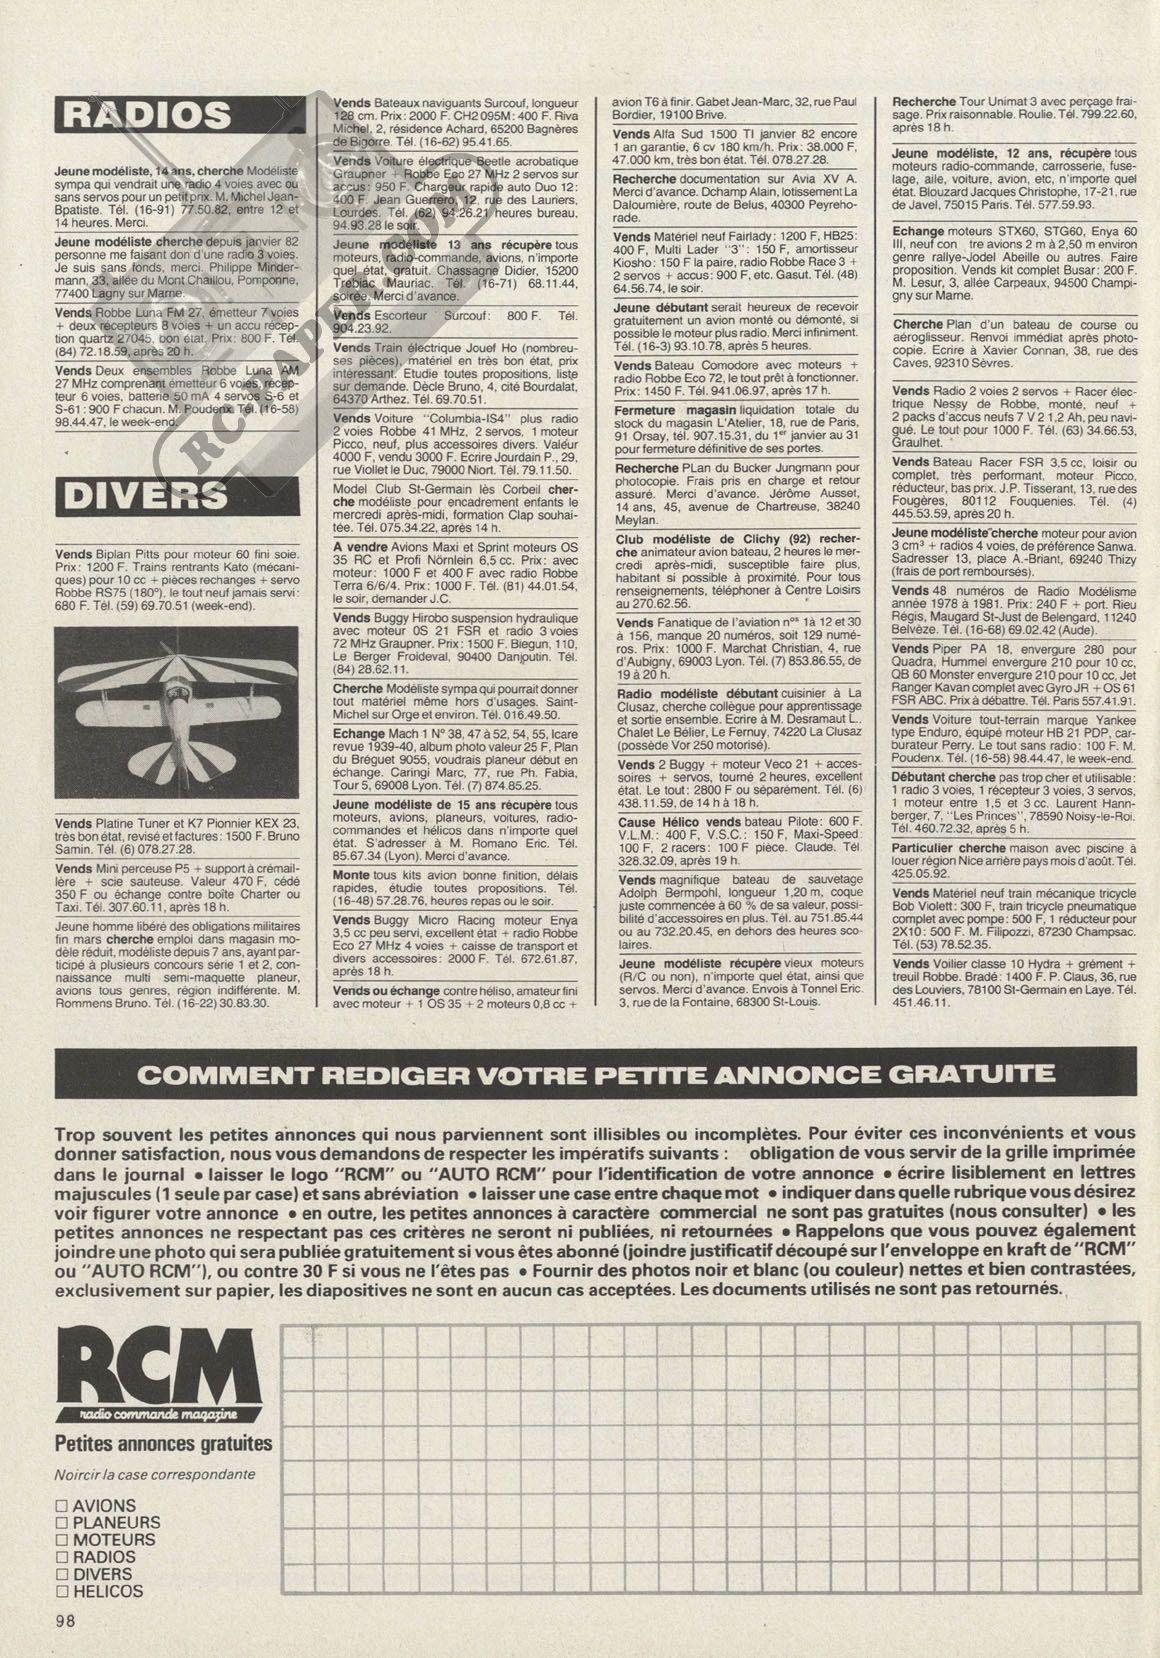 RADIOS
Jeune modéliste, 14 ans, cherche Modéliste
sympa qui vendrait une radio 4 voies avec ou
sans servos pour un petit prix. M. Michel Jean-
Bpatiste. Tél. (16-91) 77.50.82, entre 12 et
14 heures. Merci.
Jeune modéliste cherche depuis janvier 82
personne me faisant don d'une radio 3 voies.
Je suis sans fonds, merci. Philippe Minder-
mann, 33, allée du Mont Chaillou, Pomponne,
77400 Lagny sur Marne.
Vends Robbe Luna FM 27, émetteur 7 voies
+ deux récepteurs 8 voies + un accu récep-
tion quartz 27045, bon état. Prix: 800 F. Tél.
(84) 72.18.59, après 20 h.
Vends Deux ensembles Robbe Luna AM
27 MHz comprenant émetteur 6 voies, récep-
teur 6 voies, batterie 50 mA 4 servos S-6 et
S-61: 900 F chacun. M. Poudenx. Tél. (16-58)
98.44.47, le week-end.
DIVERS
Vends Biplan Pitts pour moteur 60 fini soie.
Prix: 1200 F. Trains rentrants Kato (mécani-
ques) pour 10 cc + pièces rechanges + servo
Robbe RS75 (180°), le tout neuf jamais servi:
680 F. Tél. (59) 69.70.51 (week-end).
Vends Platine Tuner et K7 Pionnier KEX 23,
très bon état, revisé et factures: 1500 F. Bruno
Samin. Tél. (6) 078.27.28.
Vends Mini perceuse P5 + support à crémail-
lère + scie sauteuse. Valeur 470 F, cédé
350 F ou échange contre boîte Charter ou
Taxi. Tél. 307.60.11, après 18 h.
Jeune homme libéré des obligations militaires
fin mars cherche emploi dans magasin mo-
dèle réduit, modéliste depuis 7 ans, ayant par-
ticipé à plusieurs concours série 1 et 2, con-
naissance multi semi-maquette planeur,
avions tous genres, région indifférente. M.
Rommens Bruno. Tél. (16-22) 30.83.30.
Vends Bateaux naviguants Surcouf, longueur
128 cm. Prix: 2000 F. CH2 095M: 400 F. Riva
Michel, 2, résidence Achard, 65200 Bagnères
de Bigorre. Tél. (16-62) 95.41.65.
Vends Voiture électrique Beetle acrobatique
Graupner + Robbe Eco 27 MHz 2 servos sur
accus: 950 F. Chargeur rapide auto Duo 12:
400 F. Jean Guerrero, 12, rue des Lauriers,
Lourdes. Tél. (62) 94.26.21 heures bureau,
94.93.28 le soir.
Jeune modéliste 13 ans récupère tous
moteurs, radio-commande, avions, n'importe
quel état, gratuit. Chassagne Didier, 15200
Trébiac Mauriac. Tél. (16-71) 68.11.44,
soirée. Merci d'avance.
Vends Escorteur Surcouf: 800 F. Tél.
904.23.92.
Vends Train électrique Jouef Ho (nombreu-
ses pièces), matériel en très bon état, prix
intéressant. Etudie toutes propositions, liste
sur demande. Dècle Bruno, 4, cité Bourdalat,
64370 Arthez. Tél. 69.70.51.
Vends Voiture "Columbia-IS4" plus radio
2 voies Robbe 41 MHz, 2 servos, 1 moteur
Picco, neuf, plus accessoires divers. Valeur
4000 F, vendu 3000 F. Ecrire Jourdain P., 29,
rue Viollet le Duc, 79000 Niort. Tél. 79.11.50.
Model Club St-Germain lès Corbeil cher-
che modéliste pour encadrement enfants le
mercredi après-midi, formation Clap souhai-
tée. Tél. 075.34.22, après 14 h.
A vendre Avions Maxi et Sprint moteurs OS
35 RC et Profi Nörnlein 6,5 cc. Prix: avec
moteur: 1000 F et 400 F avec radio Robbe
Terra 6/6/4. Prix: 1000 F. Tél. (81) 44.01.54,
le soir, demander J.C.
Vends Buggy Hirobo suspension hydraulique
avec moteur 0S 21 FSR et radio 3 voies
72 MHz Graupner. Prix: 1500 F. Biegun, 110,
Le Berger Froideval, 90400 Danjoutin. Tél.
(84) 28.62.11.
Cherche Modéliste sympa qui pourrait donner
tout matériel même hors d'usages. Saint-
Michel sur Orge et environ. Tél. 016.49.50.
Echange Mach 1 N° 38, 47 à 52, 54, 55, Icare
revue 1939-40, album photo valeur 25 F, Plan
du Bréguet 9055, voudrais planeur début en
échange. Caringi Marc, 77, rue Ph. Fabia,
Tour 5, 69008 Lyon. Tél. (7) 874.85.25.
Jeune modéliste de 15 ans récupère tous
moteurs, avions, planeurs, voitures, radio-
commandes et hélicos dans n'importe quel
état. S'adresser à M. Romano Eric. Tél.
85.67.34 (Lyon). Merci d'avance.
Monte tous kits avion bonne finition, délais
rapides, étudie toutes propositions. Tél.
(16-48) 57.28.76, heures repas ou le soir.
Vends Buggy Micro Racing moteur Enya
3,5 cc peu servi, excellent état + radio Robbe
Eco 27 MHz 4 voies + caisse de transport et
divers accessoires: 2000 F. Tél. 672.61.87,
après 18 h.
Vends ou échange contre héliso, amateur fini
avec moteur + 1 OS 35 + 2 moteurs 0,8 cc +
avion T6 à finir. Gabet Jean-Marc, 32, rue Paul
Bordier, 19100 Brive.
Vends Alfa Sud 1500 TI janvier 82 encore
1 an garantie, 6 cv 180 km/h. Prix: 38.000 F,
47.000 km, très bon état. Tél. 078.27.28.
Recherche documentation sur Avia XV A.
Merci d'avance. Dchamp Alain, lotissement La
Daloumière, route de Belus, 40300 Peyreho-
rade.
Vends Matériel neuf Fairlady: 1200 F, HB25:
400 F, Multi Lader "3": 150 F, amortisseur
Kiosho: 150 F la paire, radio Robbe Race 3 +
2 servos + accus: 900 F, etc. Gasut. Tél. (48)
64.56.74, le soir.
Jeune débutant serait heureux de recevoir
gratuitement un avion monté ou démonté, si
possible le moteur plus radio. Merci infiniment.
Tél. (16-3) 93.10.78, après 5 heures.
Vends Bateau Comodore avec moteurs +
radio Robbe Eco 72, le tout prêt à fonctionner.
Prix: 1450 F. Tél. 941.06.97, après 17 h.
Fermeture magasin liquidation totale du
stock du magasin L'Atelier, 18, rue de Paris,
91 Orsay, tél. 907.15.31, du 1er janvier au 31
pour fermeture définitive de ses portes.
Recherche PLan du Bucker Jungmann pour
photocopie. Frais pris en charge et retour
assuré. Merci d'avance. Jérôme Ausset,
14 ans, 45, avenue de Chartreuse, 38240
Meylan.
Club modéliste de Clichy (92) recher-
che animateur avion bateau, 2 heures le mer-
credi après-midi, susceptible faire plus,
habitant si possible à proximité. Pour tous
renseignements, téléphoner à Centre Loisirs
au 270.62.56.
Vends Fanatique de l'aviation nos 1à 12 et 30
à 156, manque 20 numéros, soit 129 numé-
ros. Prix: 1000 F. Marchat Christian, 4, rue
d'Aubigny, 69003 Lyon. Tél. (7) 853.86.55, de
19 à 20 h.
Radio modéliste débutant cuisinier à La
Clusaz, cherche collègue pour apprentissage
et sortie ensemble. Ecrire à M. Desramaut L.,
Chalet Le Bélier, Le Fernuy, 74220 La Clusaz
(possède Vor 250 motorisé).
Vends 2 Buggy + moteur Veco 21 + acces-
soires + servos, tourné 2 heures, excellent
état. Le tout: 2800 F ou séparément. Tél. (6)
438.11.59, de 14 h à 18 h.
Cause Hélico vends bateau Pilote: 600 F.
V.L.M.: 400 F, V.S.C.: 150 F, Maxi-Speed:
100 F, 2 racers: 100 F pièce. Claude. Tél.
328.32.09, après 19 h.
Vends magnifique bateau de sauvetage
Adolph Bermpohl, longueur 1,20 m, coque
juste commencée à 60 % de sa valeur, possi-
bilité d'accessoires en plus. Tél. au 751.85.44
ou au 732.20.45, en dehors des heures sco-
laires.
Jeune modéliste récupère vieux moteurs
(R/C ou non), n'importe quel état, ainsi que
servos. Merci d'avance. Envois à Tonnel Eric.
3, rue de la Fontaine, 68300 St-Louis.
Recherche Tour Unimat 3 avec perçage frai-
sage. Prix raisonnable. Roulie. Tél. 799.22.60,
après 18 h.
Jeune modéliste, 12 ans, récupère tous
moteurs radio-commande, carrosserie, fuse-
lage, aile, voiture, avion, etc, n'importe quel
état. Blouzard Jacques Christophe, 17-21, rue
de Javel, 75015 Paris. Tél. 577.59.93.
Echange moteurs STX60, STG60, Enya 60
III, neuf con tre avions 2 m à 2,50 m environ
genre rallye-Jodel Abeille ou autres. Faire
proposition. Vends kit complet Busar: 200 F.
M. Lesur, 3, allée Carpeaux, 94500 Champi-
gny sur Marne.
Cherche Plan d'un bateau de course ou
aéroglisseur. Renvoi immédiat après photo-
copie. Ecrire à Xavier Connan, 38, rue des
Caves, 92310 Sèvres.
Vends Radio 2 voies 2 servos + Racer élec-
trique Nessy de Robbe, monté, neuf +
2 packs d'accus neufs 7 V 2 1,2 Ah, peu navi-
gué. Le tout pour 1000 F. Tél. (63) 34.66.53,
Graulhet.
Vends Bateau Racer FSR 3,5 cc, loisir ou
complet, très performant, moteur Picco,
réducteur, bas prix. J.P. Tisserant, 13, rue des
Fougères, 80112 Fouquenies. Tél. (4)
445.53.59, après 20 h.
Jeune modéliste cherche moteur pour avion
3 cm³ + radios 4 voies, de préférence Sanwa.
Sadresser 13, place A.-Briant, 69240 Thizy
(frais de port remboursés).
Vends 48 numéros de Radio Modélisme
année 1978 à 1981. Prix: 240 F + port. Rieu
Régis, Maugard St-Just de Belengard, 11240
Belvèze. Tél. (16-68) 69.02.42 (Aude).
Vends Piper PA 18, envergure 280 pour
Quadra, Hummel envergure 210 pour 10 cc,
QB 60 Monster envergure 210 pour 10 cc, Jet
Ranger Kavan complet avec Gyro JR + OS 61
FSR ABC. Prix à débattre. Tél. Paris 557.41.91.
Vends Voiture tout-terrain marque Yankee
type Enduro, équipé moteur HB 21 PDP, car-
burateur Perry. Le tout sans radio: 100 F. M.
Poudenx. Tél. (16-58) 98.44.47, le week-end.
Débutant cherche pas trop cher et utilisable:
1 radio 3 voies, 1 récepteur 3 voies, 3 servos,
1 moteur entre 1,5 et 3 cc. Laurent Hann-
berger, 7, "Les Princes", 78590 Noisy-le-Roi.
Tél. 460.72.32, après 5 h.
Particulier cherche maison avec piscine à
louer région Nice arrière pays mois d'août. Tél.
425.05.92.
Vends Matériel neuf train mécanique tricycle
Bob Violett: 300 F, train tricycle pneumatique
complet avec pompe: 500 F, 1 réducteur pour
2X10: 500 F. M. Filipozzi, 87230 Champsac.
Tél. (53) 78.52.35.
Vends Voilier classe 10 Hydra + grément +
treuil Robbe. Bradé: 1400 F. P. Claus, 36, rue
des Louviers, 78100 St-Germain en Laye. Tél.
451.46.11.
RC-RAPER.COM
COMMENT REDIGER VOTRE PETITE ANNONCE GRATUITE
Trop souvent les petites annonces qui nous parviennent sont illisibles ou incomplètes. Pour éviter ces inconvénients et vous
donner satisfaction, nous vous demandons de respecter les impératifs suivants : obligation de vous servir de la grille imprimée
dans le journal • laisser le logo "RCM" ou "AUTO RCM" pour l'identification de votre annonce • écrire lisiblement en lettres
majuscules (1 seule par case) et sans abréviation • laisser une case entre chaque mot • indiquer dans quelle rubrique vous désirez
voir figurer votre annonce • en outre, les petites annonces à caractère commercial ne sont pas gratuites (nous consulter) • les
petites annonces ne respectant pas ces critères ne seront ni publiées, ni retournées • Rappelons que vous pouvez également
joindre une photo qui sera publiée gratuitement si vous êtes abonné (joindre justificatif découpé sur l'enveloppe en kraft de "RCM"
ou "AUTO RCM"), ou contre 30 F si vous ne l'êtes pas • Fournir des photos noir et blanc (ou couleur) nettes et bien contrastées,
exclusivement sur papier, les diapositives ne sont en aucun cas acceptées. Les documents utilisés ne sont pas retournés.
RCM
radio commande magazine
Petites annonces gratuites
Noircir la case correspondante
AVIONS
PLANEURS
MOTEURS
RADIOS
DIVERS
HELICOS
98